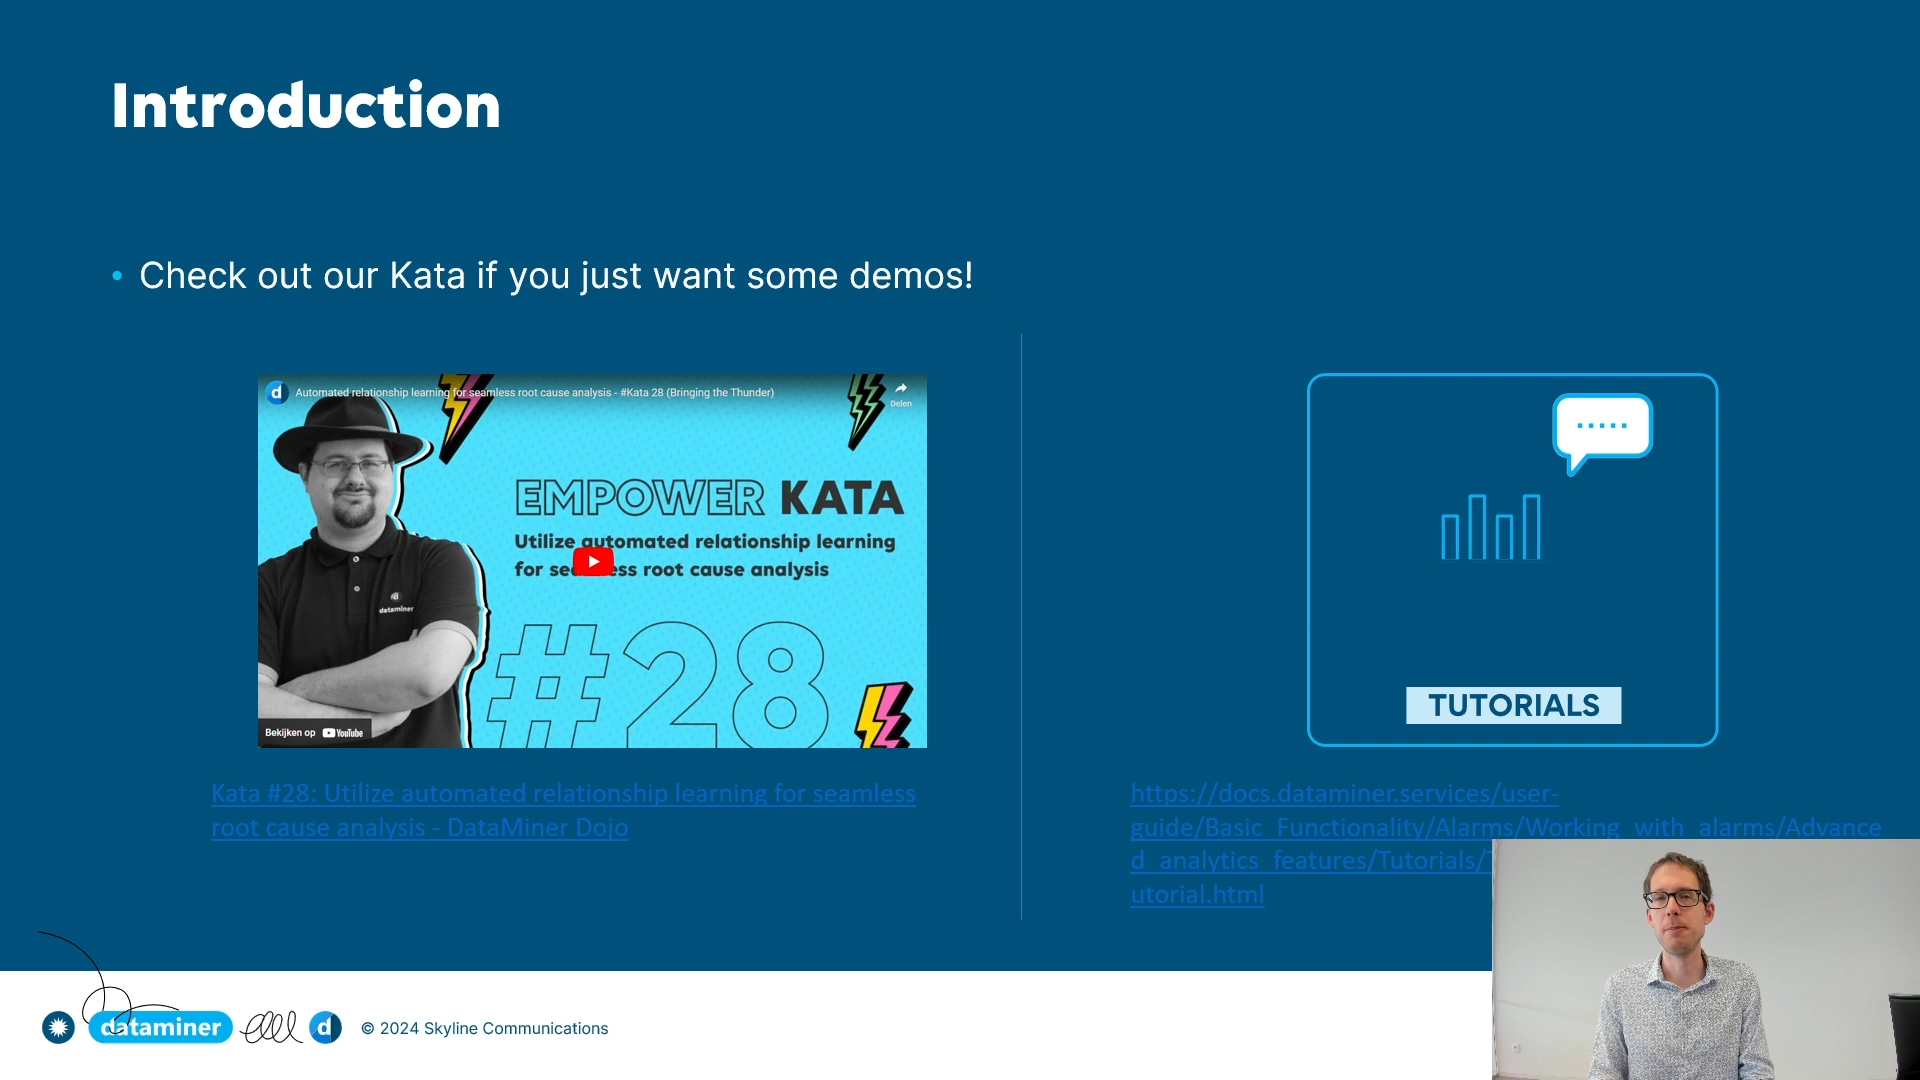 Introduction
• Check out our Kata if you just want some demos!
Automated relationship learning for seamless root cause analysis - #Kata 28 (Bringing the Thunder)
Delen
EMPOWER KATA
Utilize automated relationship learning
for root cause analysis
dataminer
#28
Bekijken op YouTube
TUTORIALS
Kata #28: Utilize automated relationship learning for seamless
root cause analysis - DataMiner Dojo
https://docs.dataminer.services/user-
guide/Basic_Functionality/Alarms/Working_with_alarms/Advance
d_analytics_features/Tutorials/
utorial.html
dataminer
© 2024 Skyline Communications